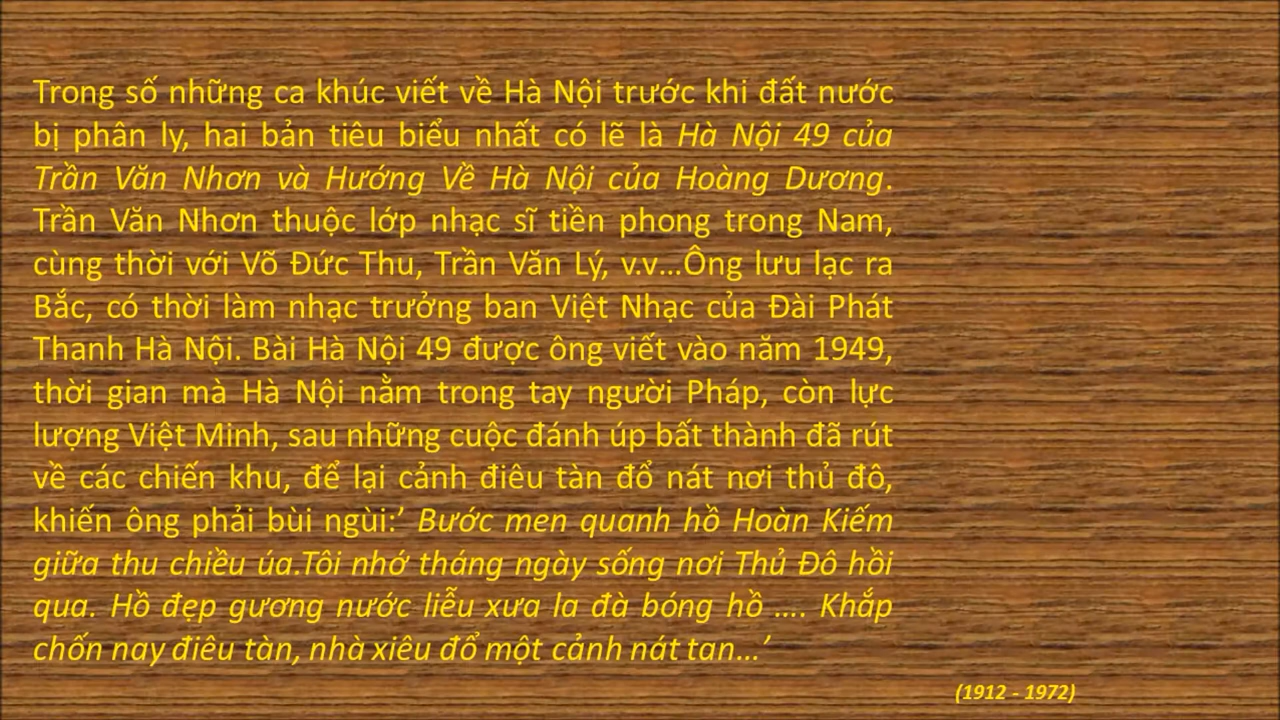 Trong số những ca khúc viết về Hà Nội trước khi đất nước
bị phân ly, hai bản tiêu biểu nhất có lẽ là Hà Nội 49 của
Trần Văn Nhơn và Hướng Về Hà Nội của Hoàng Dương.
Trần Văn Nhơn thuộc lớp nhạc sĩ tiền phong trong Nam,
cùng thời với Võ Đức Thu, Trần Văn Lý, v.v...Ông lưu lạc ra
Bắc, có thời làm nhạc trưởng ban Việt Nhạc của Đài Phát
Thanh Hà Nội. Bài Hà Nội 49 được ông viết vào năm 1949,
thời gian mà Hà Nội nằm trong tay người Pháp, còn lực
lượng Việt Minh, sau những cuộc đánh úp bất thành đã rút
về các chiến khu, để lại cảnh điêu tàn đổ nát nơi thủ đô,
khiến ông phải bùi ngùi:’ Bước men quanh hồ Hoàn Kiếm
giữa thu chiều úa.Tôi nhớ tháng ngày sống nơi Thủ Đô hồi
qua. Hồ đẹp gương nước liễu xưa la đà bóng hồ .... Khắp
chốn nay điêu tàn, nhà xiêu đổ một cảnh nát tan...’
(1912 - 1972)